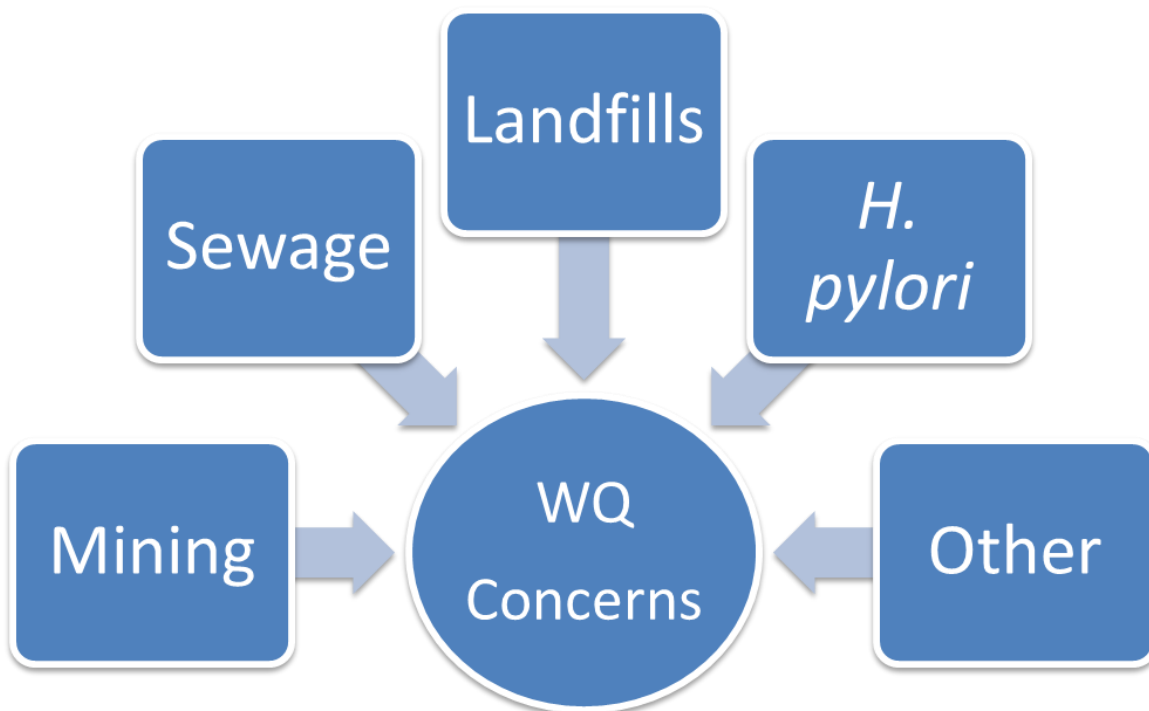 Landfills
Sewage
H.
pylori
Mining
WQ
Concerns
Other